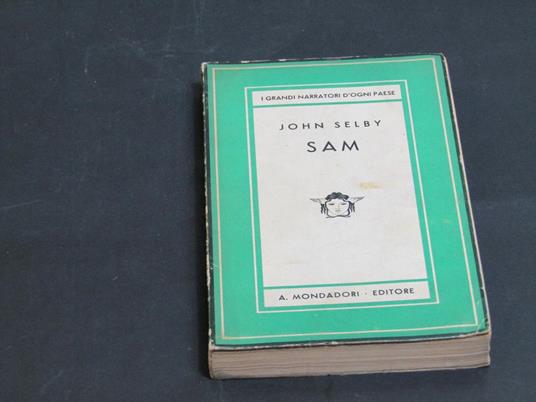 I GRANDI NARRATORI D'OGNI PAESE
JOHN SELBY
SAM
A. MONDADORI · EDITORE